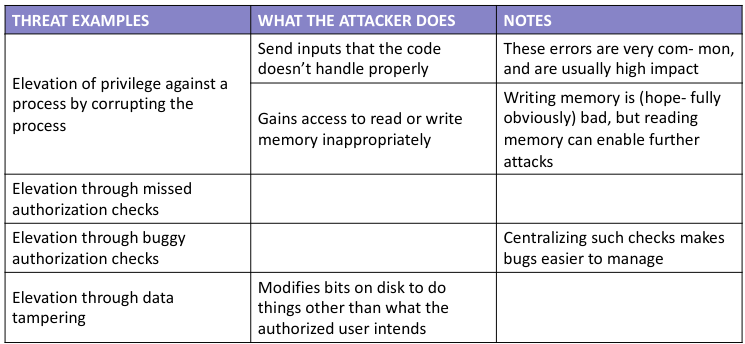 THREAT EXAMPLES WHAT THE ATTACKER DOES NOTES
Elevation of privilege against a
process by corrupting the
process
Send inputs that the code
doesn't handle properly
These errors are very com- mon,
and are usually high impact
Gains access to read or write
memory inappropriately
Writing memory is (hope- fully
obviously) bad, but reading
memory can enable further
attacks
Elevation through missed
authorization checks
Elevation through buggy
authorization checks
Centralizing such checks makes
bugs easier to manage
Elevation through data
tampering
Modifies bits on disk to do
things other than what the
authorized user intends